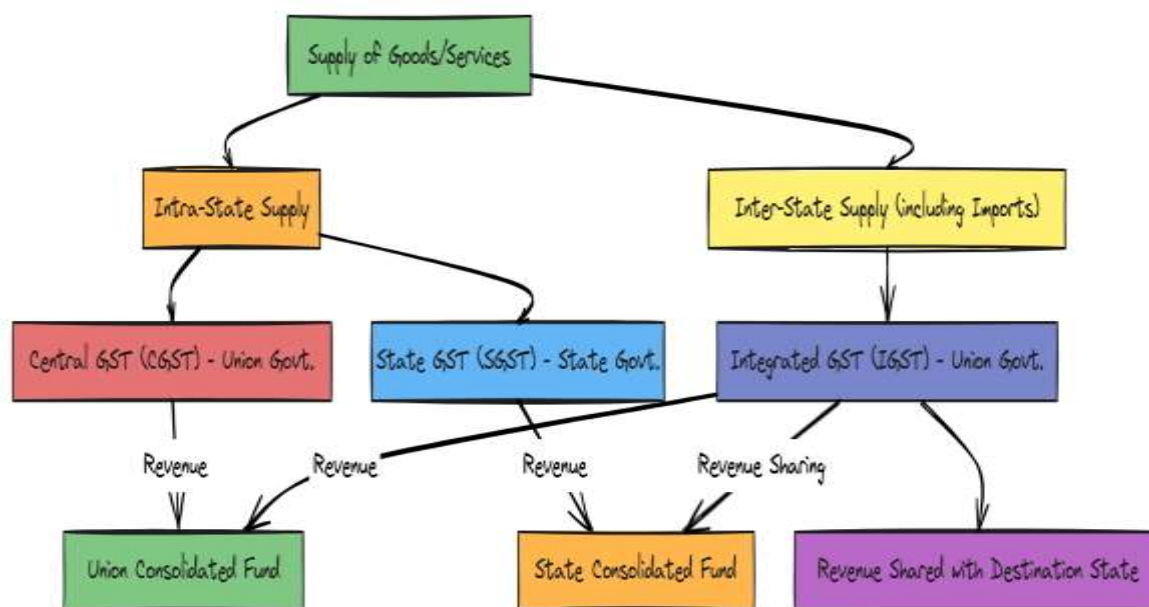 Supply of Goods/Services
Intra-State Supply
Inter-State Supply (including Imports)
Central GST (CGST) - Union Govt.
State GST (SGST) - State Govt.
Integrated GST (IGST) - Union Govt.
Revenue
Revenue
Revenue
Revenue Sharing
Union Consolidated Fund
State Consolidated Fund
Revenue Shared with Destination State